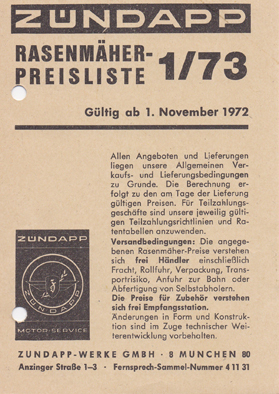 ZÜNDAPP
RASENMÄHER-
PREISLISTE 1/73
Gültig ab 1. November 1972
Allen Angeboten und Lieferungen
liegen unsere Allgemeinen Ver-
kaufs- und Lieferungsbedingungen
zu Grunde. Die Berechnung er-
folgt zu den am Tage der Lieferung
gültigen Preisen. Für Teilzahlungs-
geschäfte sind unsere jeweilig gülti-
gen Teilzahlungsrichtlinien und Ra-
tentabellen anzuwenden.
Versandbedingungen: Die angege-
benen Rasenmäher-Preise verstehen
sich frei Händler einschließlich
Fracht, Rollfuhr, Verpackung, Trans-
portrisiko, Anfuhr zur Bahn oder
Abfertigung von Selbstabholern.
Die Preise für Zubehör verstehen
sich frei Empfangsstation.
Änderungen in Form und Konstruk-
tion sind im Zuge technischer Wei-
terentwicklung vorbehalten.
ZÜNDAPP
ZÜNDAPP
MOTOR-SERVICE
ZUNDAPP-WERKE GMBH · 8 MUNCHEN 80
Anzinger Straße 1–3 · Fernsprech-Sammel-Nummer 4 11 31